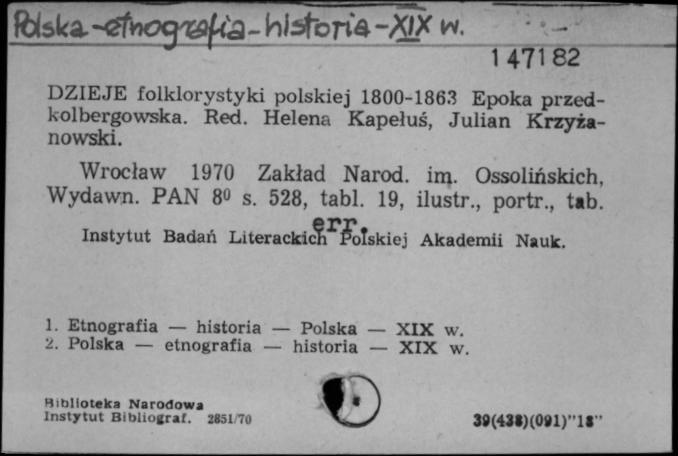 Polska-etnografia-historia-XIX w.
147182
DZIEJE folklorystyki polskiej 1800-1863 Epoka przed-
kolbergowska. Red. Helena Kapełuś, Julian Krzyża-
nowski.
Wrocław 1970 Zakład Narod. im. Ossolińskich,
Wydawn. PAN 8⁰ s. 528, tabl. 19, ilustr., portr., tab.
err.
Instytut Badań Literackich Polskiej Akademii Nauk.
1. Etnografia — historia — Polska — XIX w.
2. Polska — etnografia — historia — XIX w.
Biblioteka Narodowa
Instytut Bibliograf. 2851/70
39(438)(091)"18"